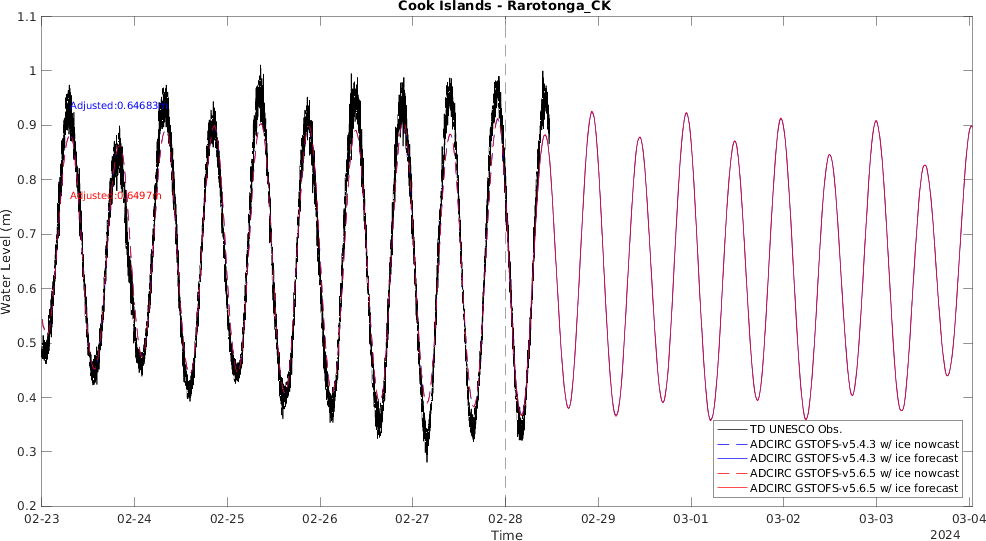 Cook Islands - Rarotonga_CK
1.1
1
0.9
0.8
0.7
0.6
0.5
0.4
0.3
0.2
Water Level (m)
Adjusted:0.64683m
Adjusted:0.6497m
TD UNESCO Obs.
ADCIRC GSTOFS-v5.4.3 w/ ice nowcast
ADCIRC GSTOFS-v5.4.3 w/ ice forecast
ADCIRC GSTOFS-v5.6.5 w/ ice nowcast
ADCIRC GSTOFS-v5.6.5 w/ ice forecast
02-23 02-24 02-25 02-26 02-27 02-28 02-29 03-01 03-02 03-03 03-04
Time
2024